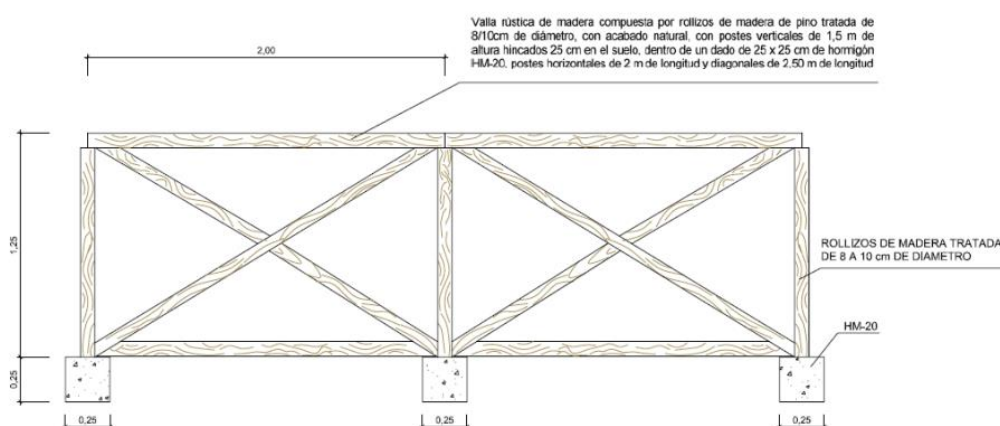 Valla rústica de madera compuesta por rollizos de madera de pino tratada de
8/10cm de diámetro, con acabado natural, con postes verticales de 1,5 m de
altura hincados 25 cm en el suelo, dentro de un dado de 25 x 25 cm de hormigón
HM-20, postes horizontales de 2 m de longitud y diagonales de 2,50 m de longitud
2,00
1,25
ROLLIZOS DE MADERA TRATADA
DE 8 A 10 cm DE DIAMETRO
HM-20
0,25
0,25
0,25
0,25